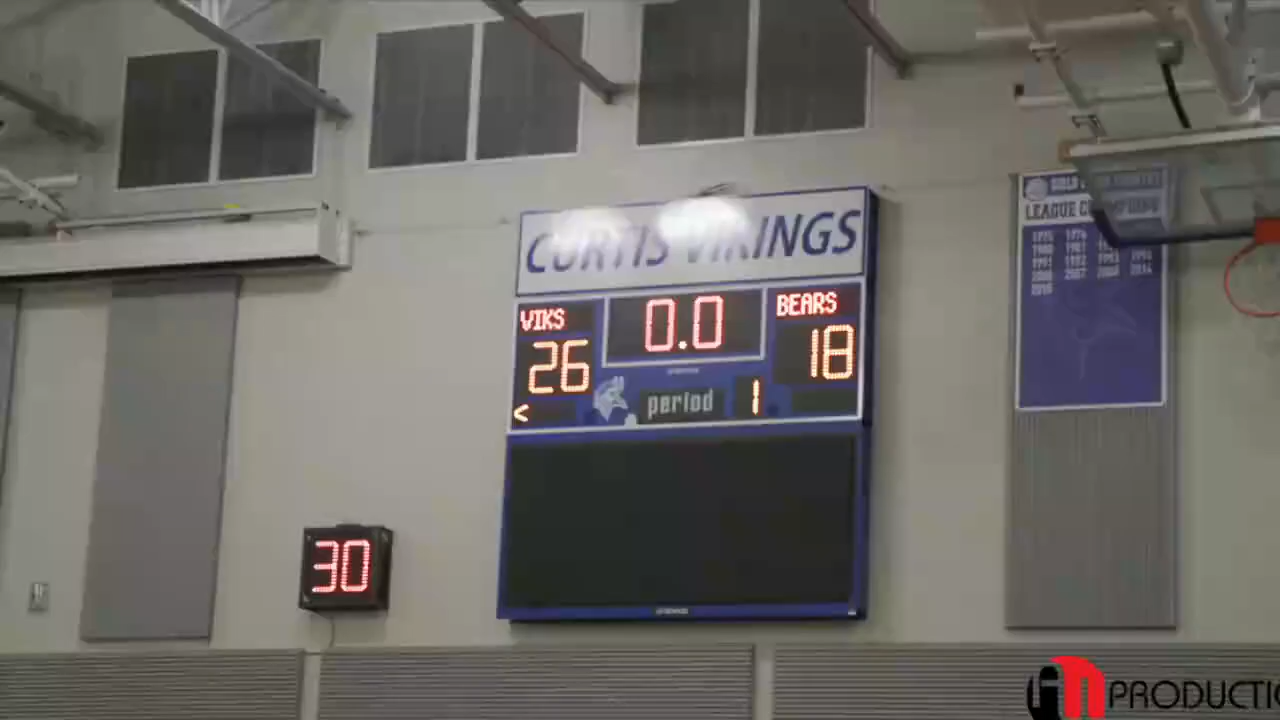 CURTIS VIKINGS
VIKS
0.0
BEARS
26
18
<
period
1
30
LEAGUE CHAMPIONS
PRODUCTIO